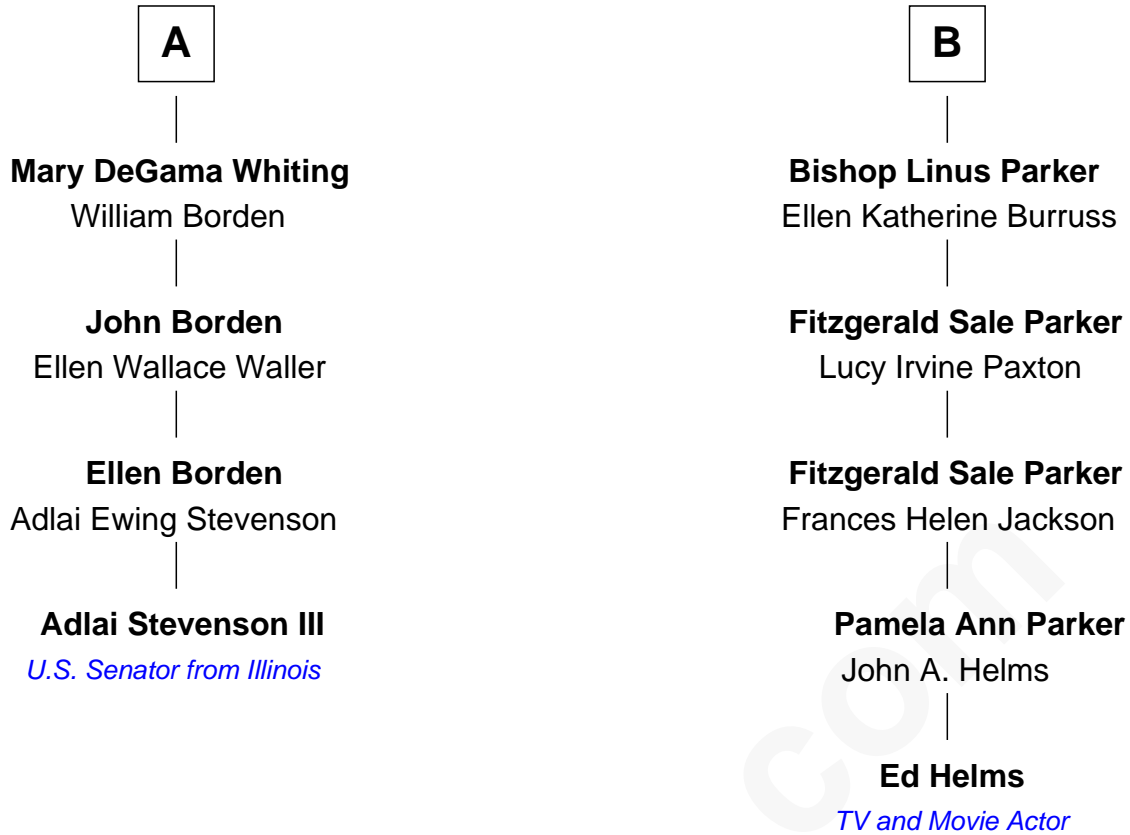 A
Mary DeGama Whiting
William Borden
John Borden
Ellen Wallace Waller
Ellen Borden
Adlai Ewing Stevenson
Adlai Stevenson III
U.S. Senator from Illinois
B
Bishop Linus Parker
Ellen Katherine Burruss
Fitzgerald Sale Parker
Lucy Irvine Paxton
Fitzgerald Sale Parker
Frances Helen Jackson
Pamela Ann Parker
John A. Helms
Ed Helms
TV and Movie Actor
com